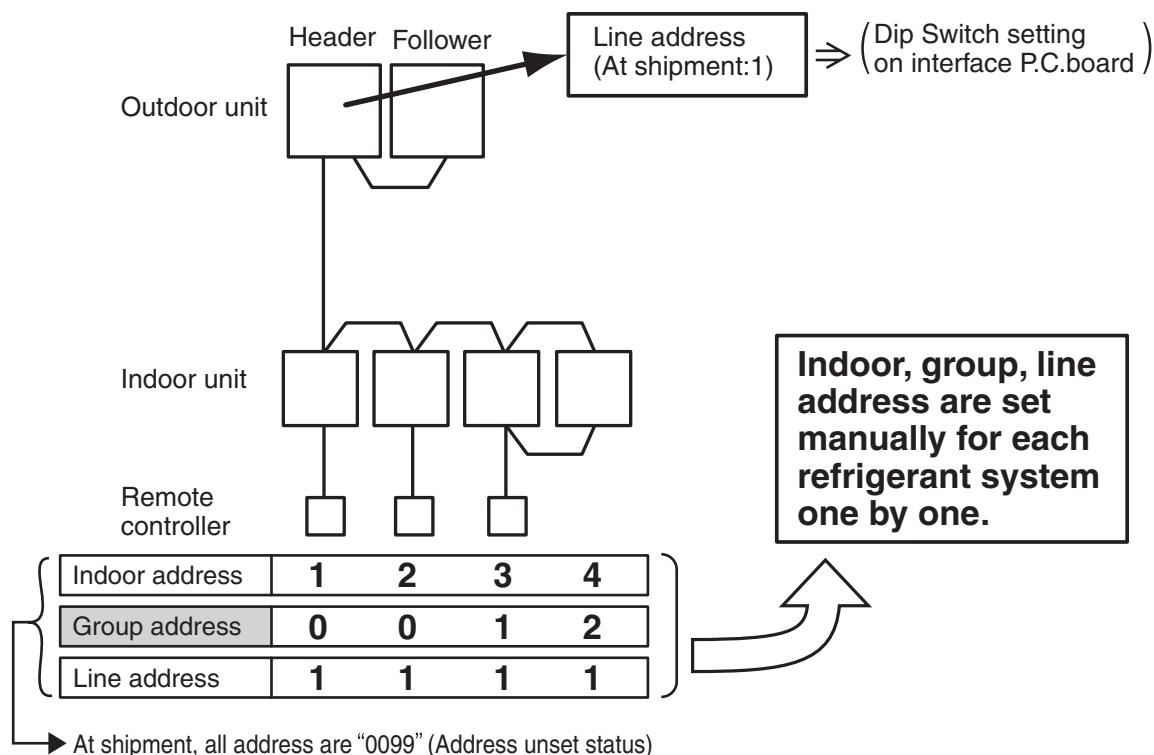 Header Follower
Line address
(At shipment:1)
(Dip Switch setting
on interface P.C.board)
Outdoor unit
Indoor unit
Indoor, group, line
address are set
manually for each
refrigerant system
one by one.
Remote
controller
Indoor address 1 2 3 4
Group address 0 0 1 2
Line address 1 1 1 1
At shipment, all address are “0099” (Address unset status)